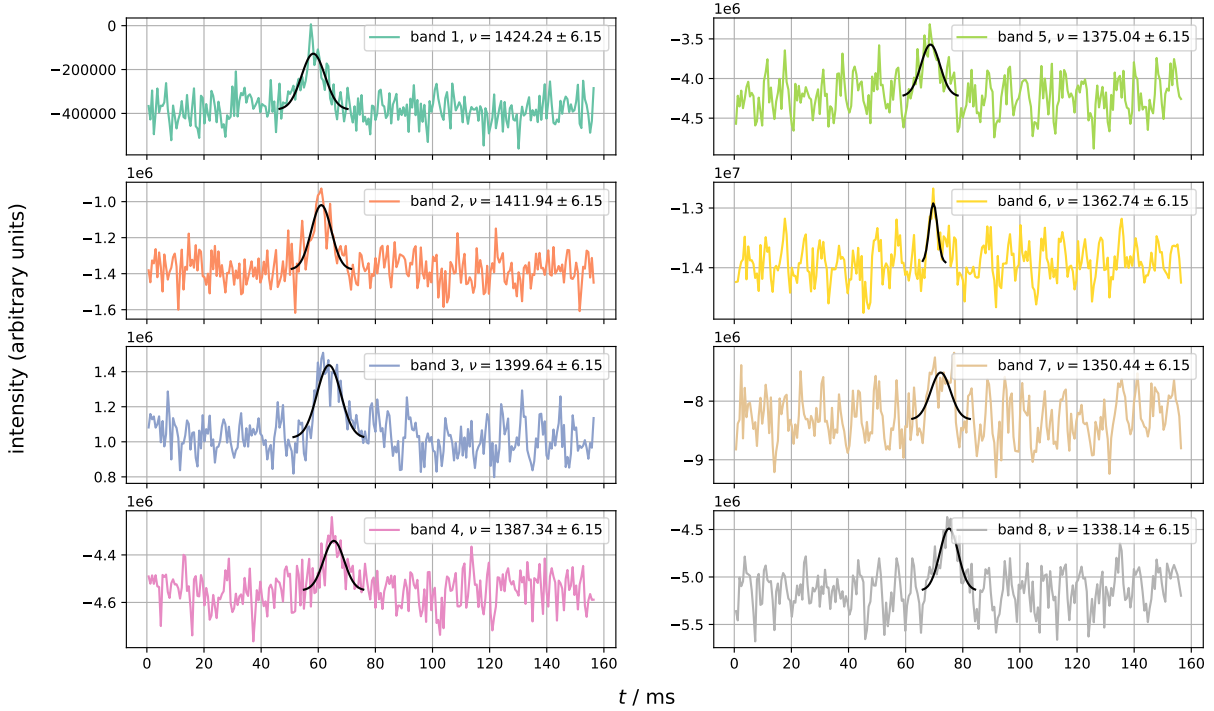 intensity (arbitrary units)
0
−200000
−400000
band 1, ν = 1424.24 ± 6.15
1e6
−1.0
−1.2
−1.4
−1.6
band 2, ν = 1411.94 ± 6.15
1e6
1.4
1.2
1.0
0.8
band 3, ν = 1399.64 ± 6.15
1e6
−4.4
−4.6
band 4, ν = 1387.34 ± 6.15
0 20 40 60 80 100 120 140 160
1e6
−3.5
−4.0
−4.5
band 5, ν = 1375.04 ± 6.15
1e7
−1.3
−1.4
band 6, ν = 1362.74 ± 6.15
1e6
−8
−9
band 7, ν = 1350.44 ± 6.15
1e6
−4.5
−5.0
−5.5
band 8, ν = 1338.14 ± 6.15
0 20 40 60 80 100 120 140 160
t / ms